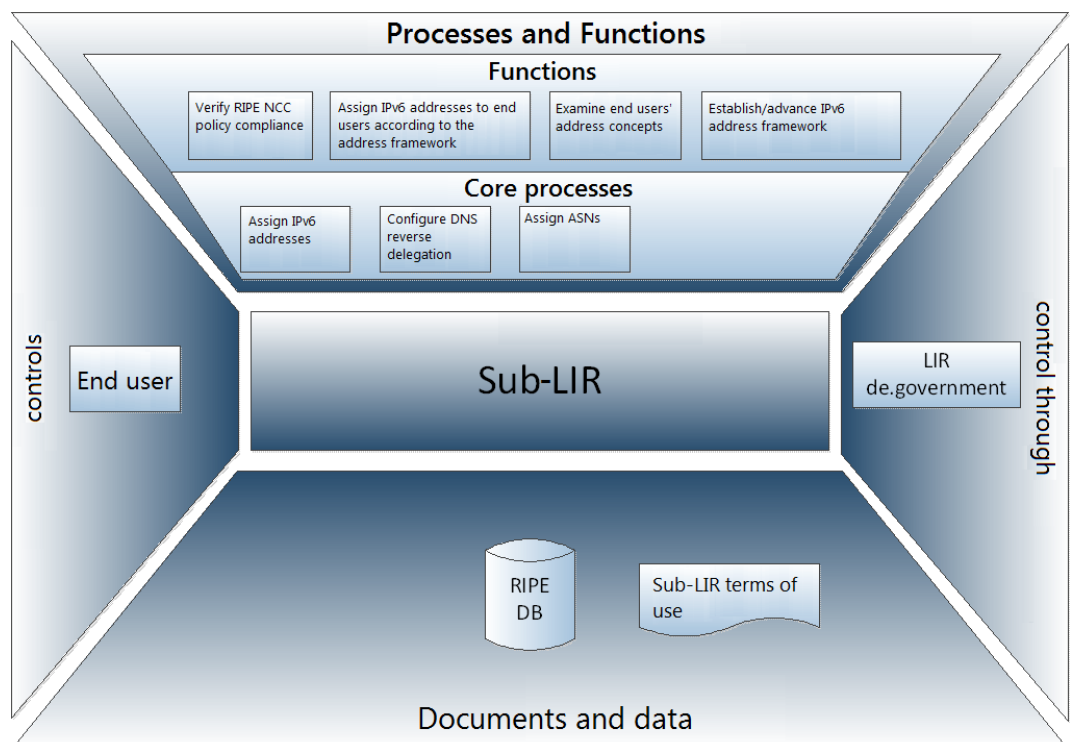 Processes and Functions
Functions
Verify RIPE NCC
policy compliance
Assign IPv6 addresses to end
users according to the
address framework
Examine end users'
address concepts
Establish/advance IPv6
address framework
Core processes
Assign IPv6
addresses
Configure DNS
reverse
delegation
Assign ASNs
controls
End user
Sub-LIR
LIR
de.government
control through
RIPE
DB
Sub-LIR terms of
use
Documents and data